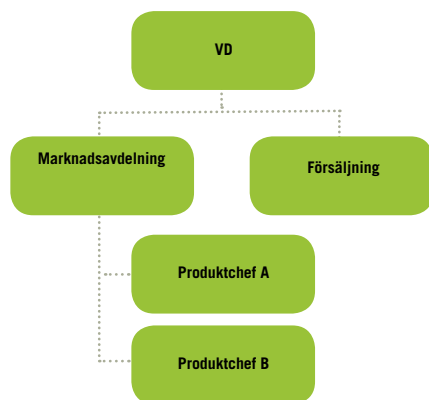 VD
Marknadsavdelning
Försäljning
Produktchef A
Produktchef B